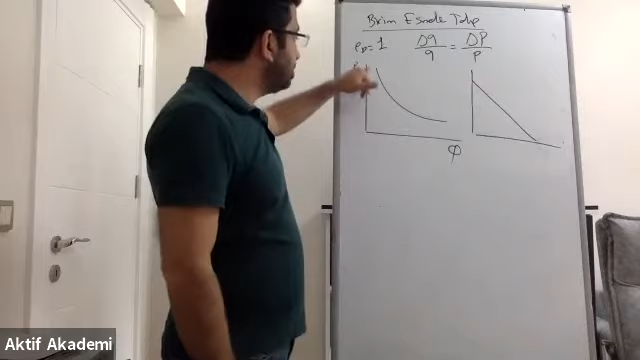 Birim Esnek Talep
eD = 1 Δq/q = ΔP/P
P
φ
Aktif Akademi